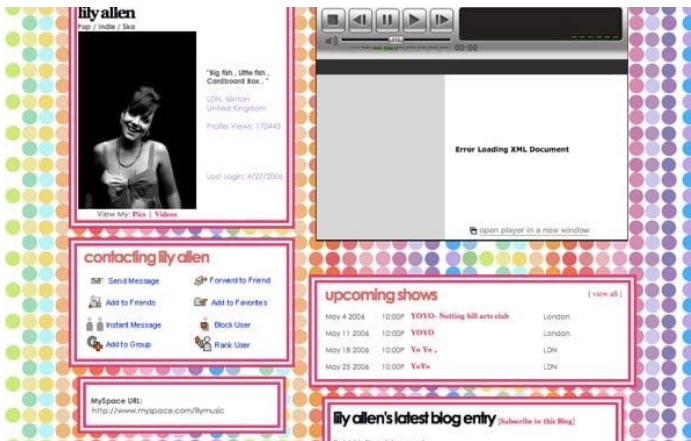 lily allen
Pop / Indie / Ska
"Big fish , Little fish ,
Cardboard Box . "
LDN, islinton
United Kingdom
Profile Views: 170443
Last Login: 4/27/2006
View My: Pics | Videos
contacting lily allen
Send Message
Forward to Friend
Add to Friends
Add to Favorites
Instant Message
Block User
Add to Group
Rank User
MySpace URL:
http://www.myspace.com/lilymusic
00:00
Error Loading XML Document
open player in a new window
upcoming shows
[ view all ]
May 4 2006 10:00P YOYO- Notting hill arts club London
May 11 2006 10:00P YOYO London
May 18 2006 10:00P Yo Yo , LDN
May 25 2006 10:00P YoYo LDN
lily allen's latest blog entry [Subscribe to this Blog]